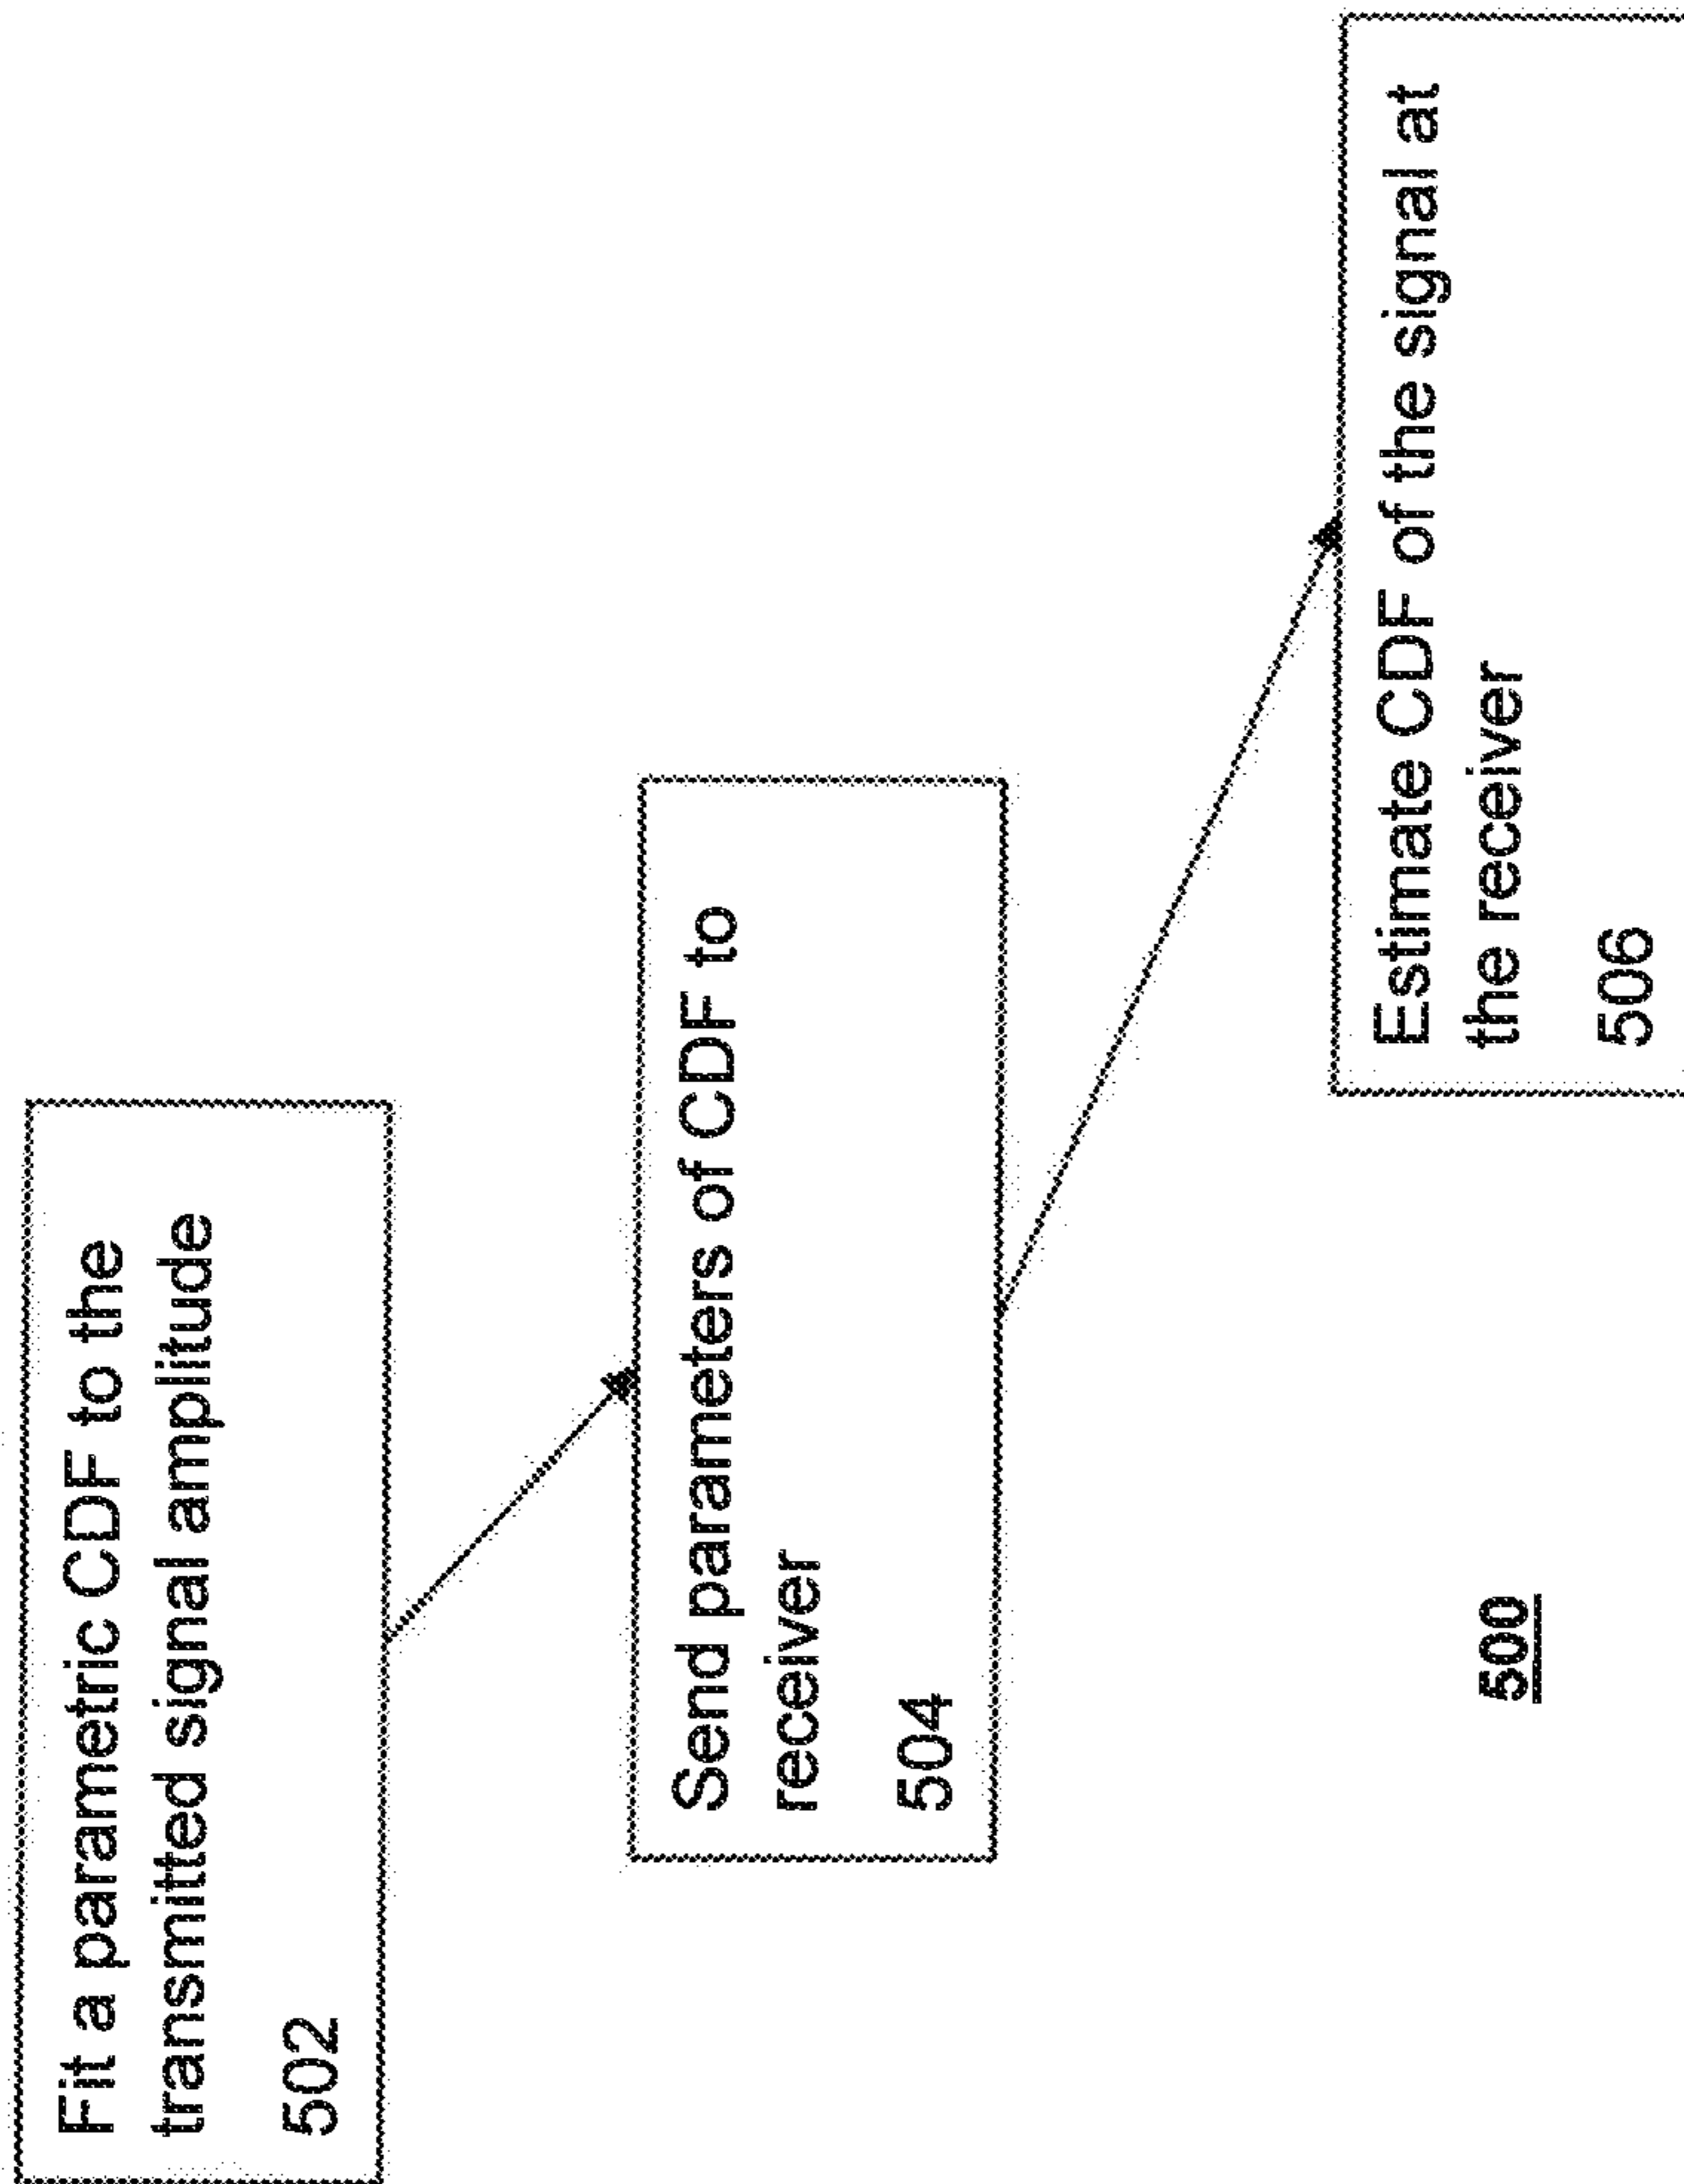 Fit a parametric CDF to the
transmitted signal amplitude
502
Send parameters of CDF to
receiver
504
Estimate CDF of the signal at
the receiver
506
500